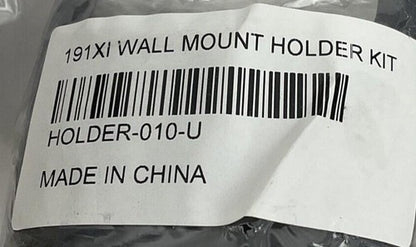 191XI WALL MOUNT HOLDER KIT
HOLDER-010-U
MADE IN CHINA